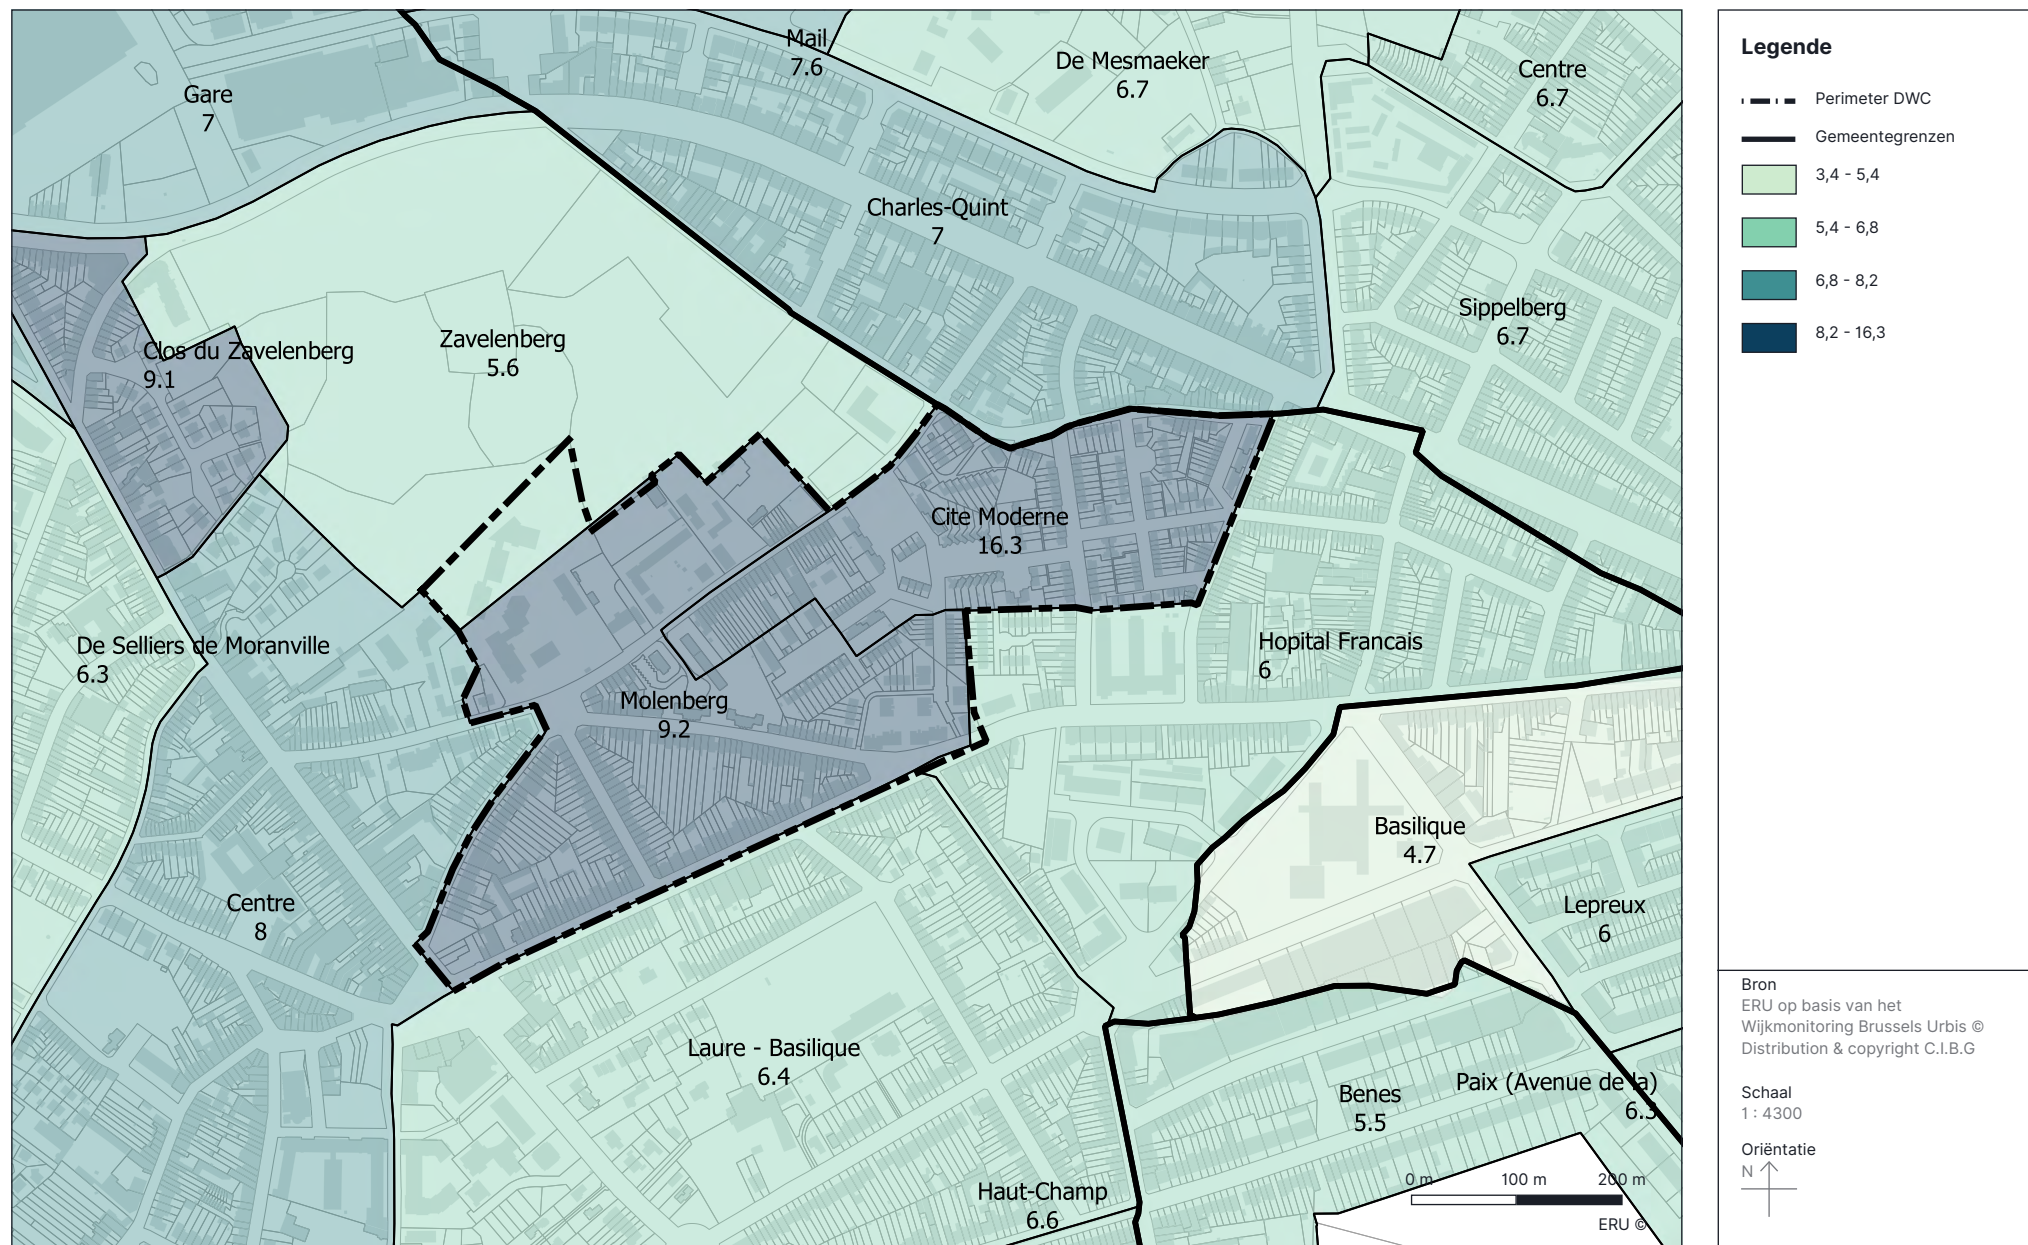 Mail
7.6
De Mesmaeker
6.7
Centre
6.7
Gare
7
Charles-Quint
7
Sippelberg
6.7
Zavelenberg
5.6
Clos du Zavelenberg
9.1
Cite Moderne
16.3
De Selliers de Moranville
6.3
Hopital Francais
6
Molenberg
9.2
Basilique
4.7
Centre
8
Lepreux
6
Laure - Basilique
6.4
Benes
5.5
Paix (Avenue de la)
6.3
Haut-Champ
6.6
0 m 100 m 200 m
ERU ©
Legende
Perimeter DWC
Gemeentegrenzen
3,4 - 5,4
5,4 - 6,8
6,8 - 8,2
8,2 - 16,3
Bron
ERU op basis van het
Wijkmonitoring Brussels Urbis ©
Distribution & copyright C.I.B.G
Schaal
1 : 4300
Oriëntatie
N